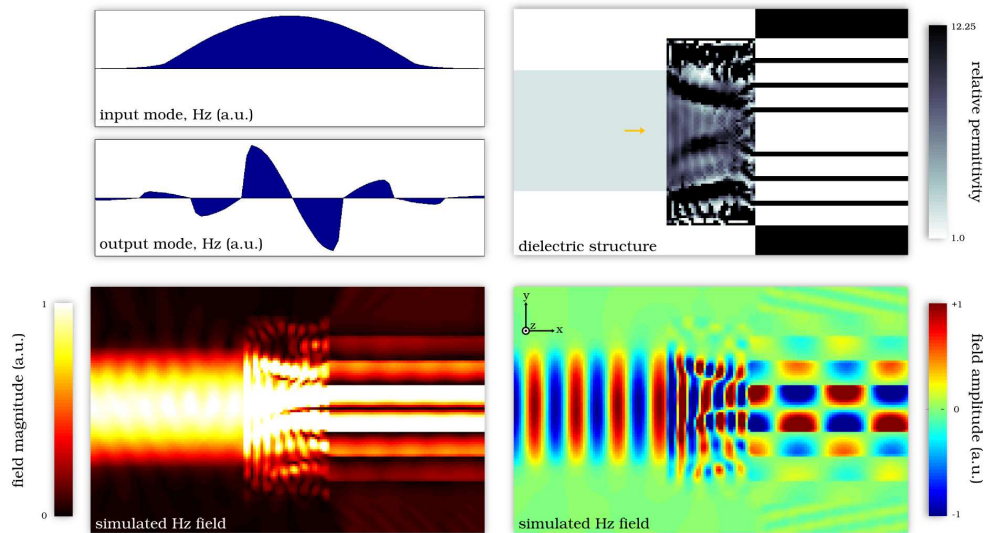 input mode, Hz (a.u.)
output mode, Hz (a.u.)
dielectric structure
12.25
relative permittivity
1.0
1
field magnitude (a.u.)
0
simulated Hz field
y
z
x
simulated Hz field
+1
field amplitude (a.u.)
0
-1